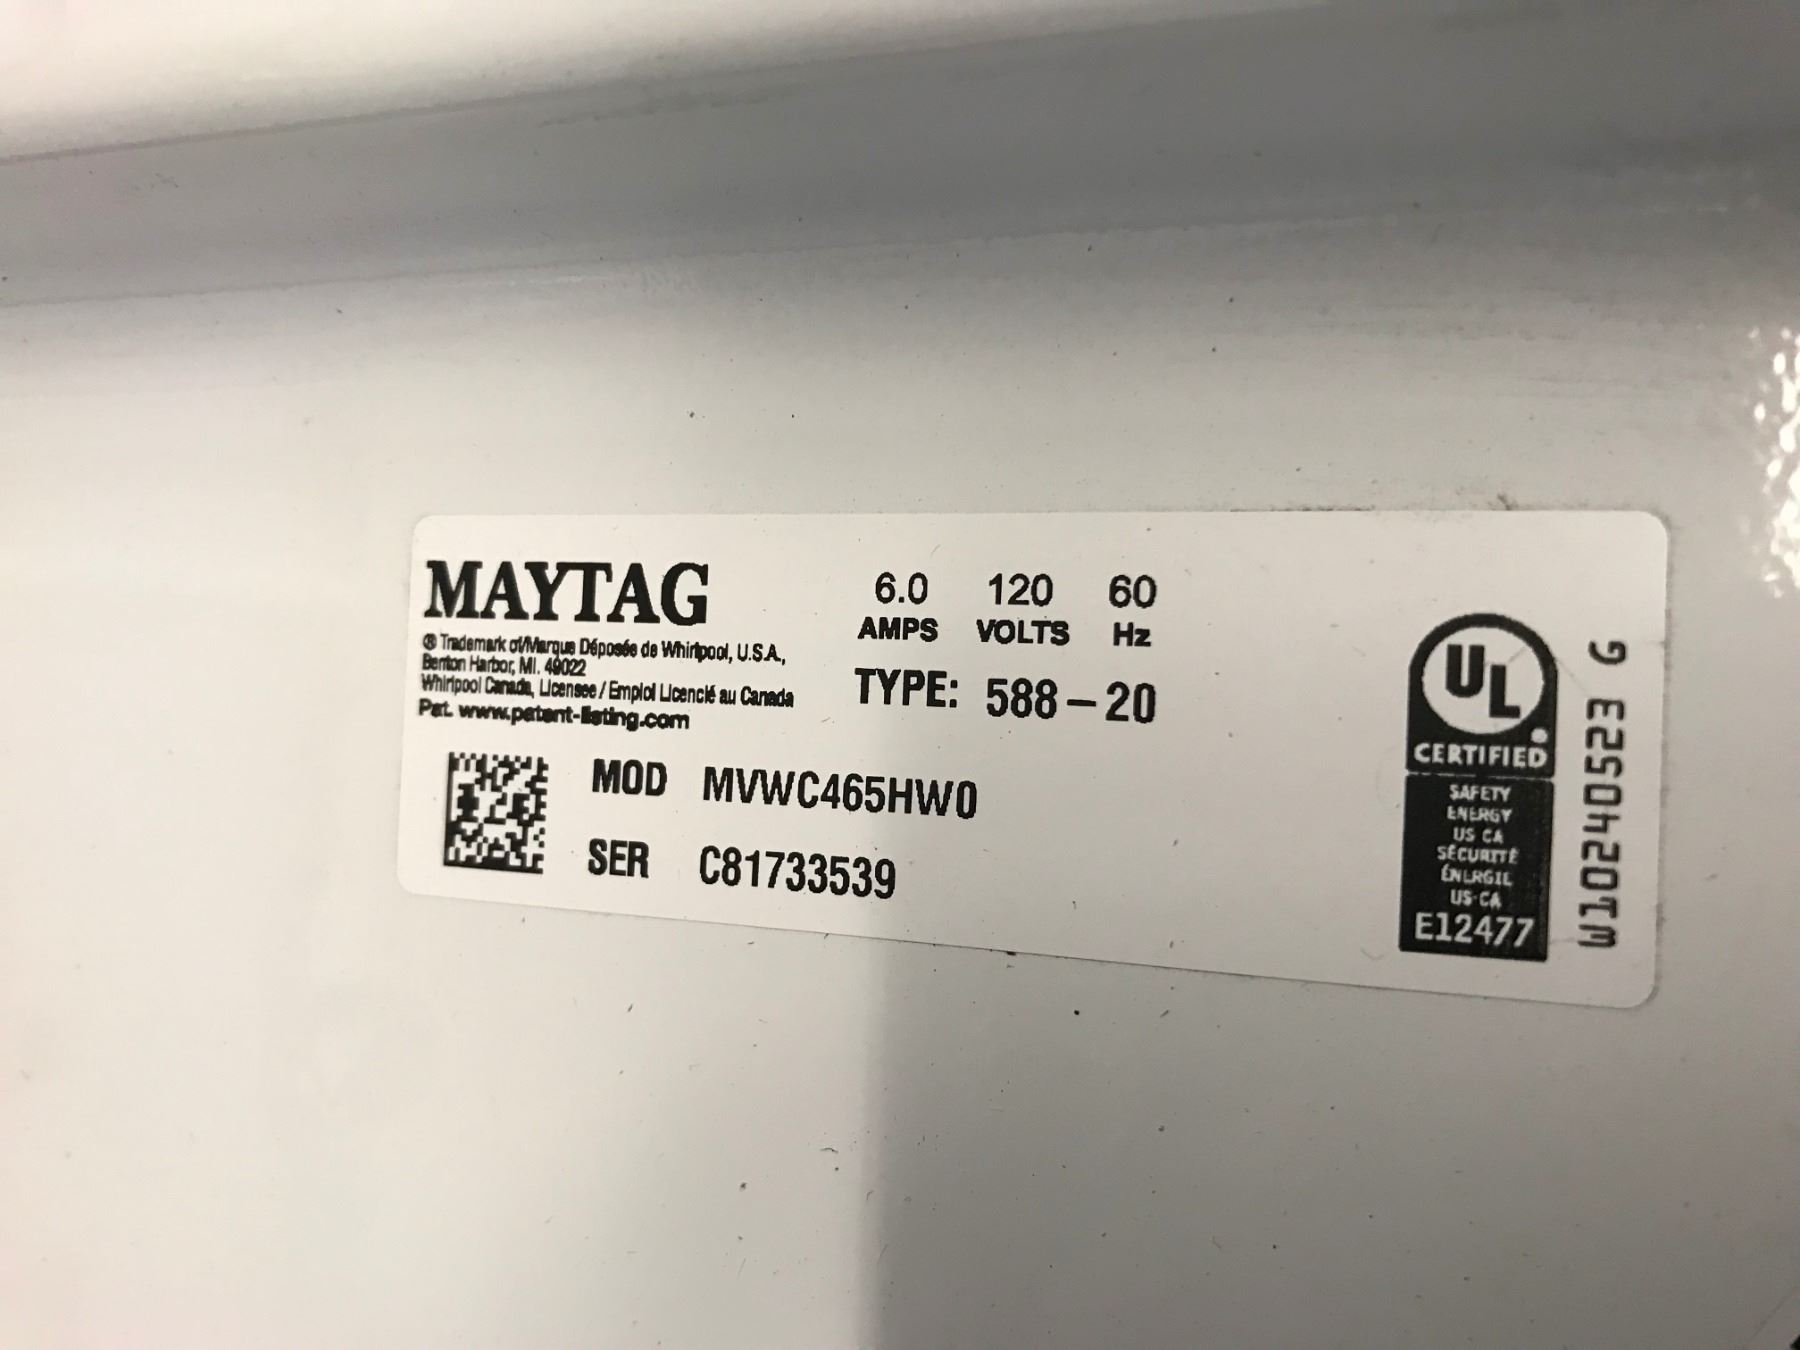 MAYTAG
® Trademark of/Marque Déposée de Whirlpool, U.S.A.,
Benton Harbor, MI. 49022
Whirlpool Canada, Licensee / Emploi Licencié au Canada
Pat. www.patent-listing.com
6.0 120 60
AMPS VOLTS Hz
TYPE: 588-20
MOD MVWC465HW0
SER C81733539
UL
CERTIFIED
SAFETY
ENERGY
US CA
SÉCURITÉ
ÉNERGIE
US-CA
E12477
W10240523 G